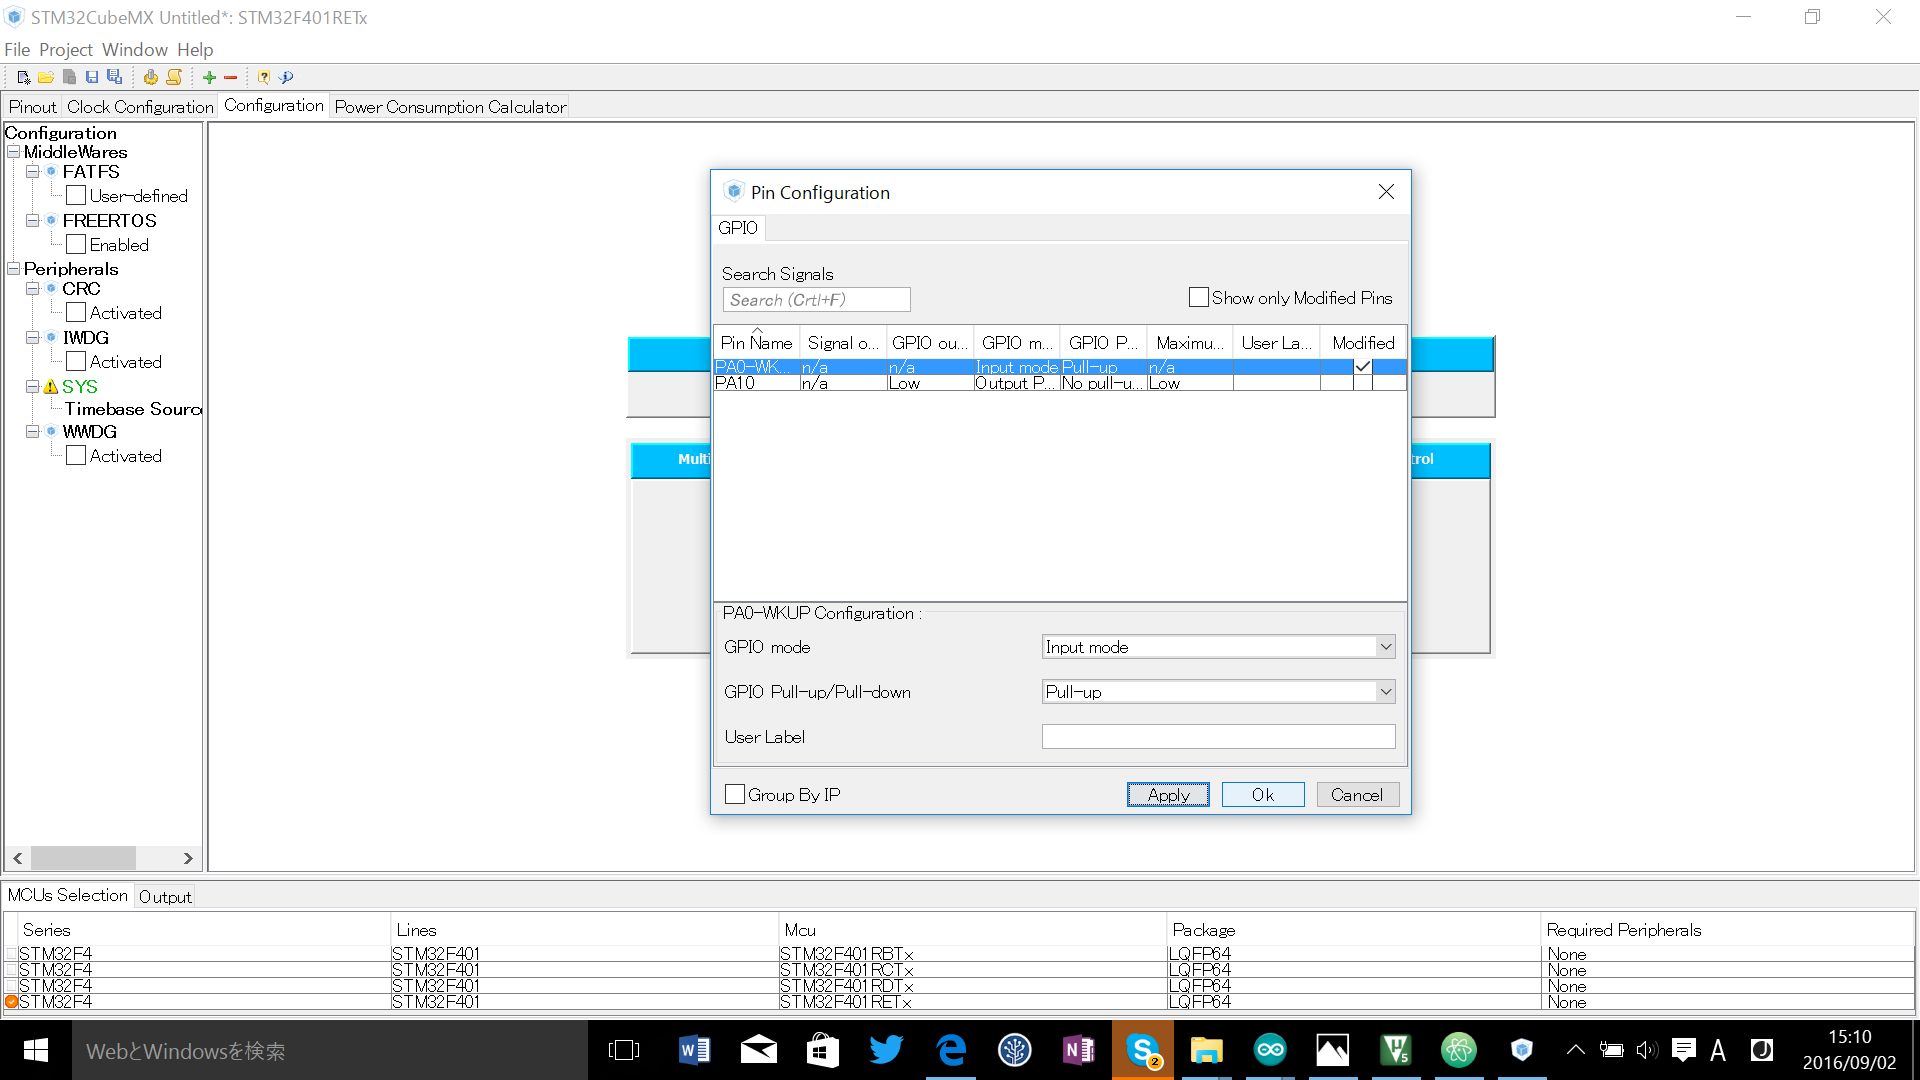 STM32CubeMX Untitled*: STM32F401RETx
File Project Window Help
Pinout Clock Configuration Configuration Power Consumption Calculator
Configuration
MiddleWares
FATFS
User-defined
FREERTOS
Enabled
Peripherals
CRC
Activated
IWDG
Activated
SYS
Timebase Sourc
WWDG
Activated
Multi
trol
Pin Configuration
GPIO
Search Signals
Search (Crtl+F)
Show only Modified Pins
Pin Name Signal o... GPIO ou... GPIO m... GPIO P... Maximu... User La... Modified
PA0-WK... n/a n/a Input mode Pull-up n/a
PA10 n/a Low Output P... No pull-u... Low
PA0-WKUP Configuration :
GPIO mode Input mode
GPIO Pull-up/Pull-down Pull-up
User Label
Group By IP Apply Ok Cancel
MCUs Selection Output
Series Lines Mcu Package Required Peripherals
STM32F4 STM32F401 STM32F401RBTx LQFP64 None
STM32F4 STM32F401 STM32F401RCTx LQFP64 None
STM32F4 STM32F401 STM32F401RDTx LQFP64 None
STM32F4 STM32F401 STM32F401RETx LQFP64 None
WebとWindowsを検索
2
A
15:10
2016/09/02